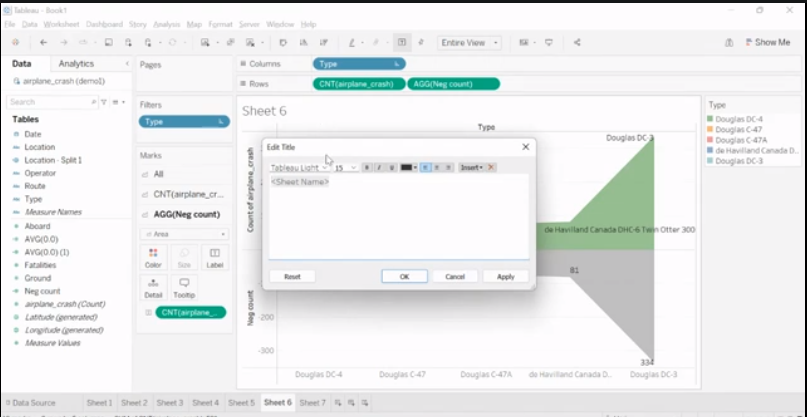 Tableau - Book1
File Data Worksheet Dashboard Story Analysis Map Format Server Window Help
Entire View
Show Me
Data Analytics
airplane_crash (demo1)
Search
Tables
Date
Location
Location - Split 1
Operator
Route
Type
Measure Names
Aboard
AVG(0.0)
AVG(0.0) (1)
Fatalities
Ground
Neg count
airplane_crash (Count)
Latitude (generated)
Longitude (generated)
Measure Values
Pages
Filters
Type
Marks
All
CNT(airplane_cr...
AGG(Neg count)
Area
Color Size Label
Detail Tooltip
CNT(airplane_...
Columns Type
Rows CNT(airplane_crash) AGG(Neg count)
Sheet 6
Type
Count of airplane_crash
Neg count
-200
-300
Douglas DC-3
de Havilland Canada DHC-6 Twin Otter 300
81
334
Douglas DC-4 Douglas C-47 Douglas C-47A de Havilland Canada D.. Douglas DC-3
Edit Title
Tableau Light 15 B I U Insert
<Sheet Name>
Reset OK Cancel Apply
Type
Douglas DC-4
Douglas C-47
Douglas C-47A
de Havilland Canada D..
Douglas DC-3
Data Source Sheet 1 Sheet 2 Sheet 3 Sheet 4 Sheet 5 Sheet 6 Sheet 7